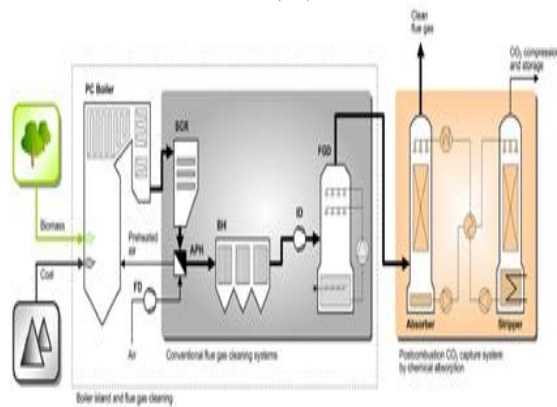 Clean
flue gas
CO₂ compression
and storage
PC Boiler
SCR
FGD
Biomass
Preheated
air
BH
ID
APH
Coal
FD
Air
Absorber
Stripper
Conventional flue gas cleaning systems
Postcombustion CO₂ capture system
by chemical absorption
Boiler island and flue gas cleaning